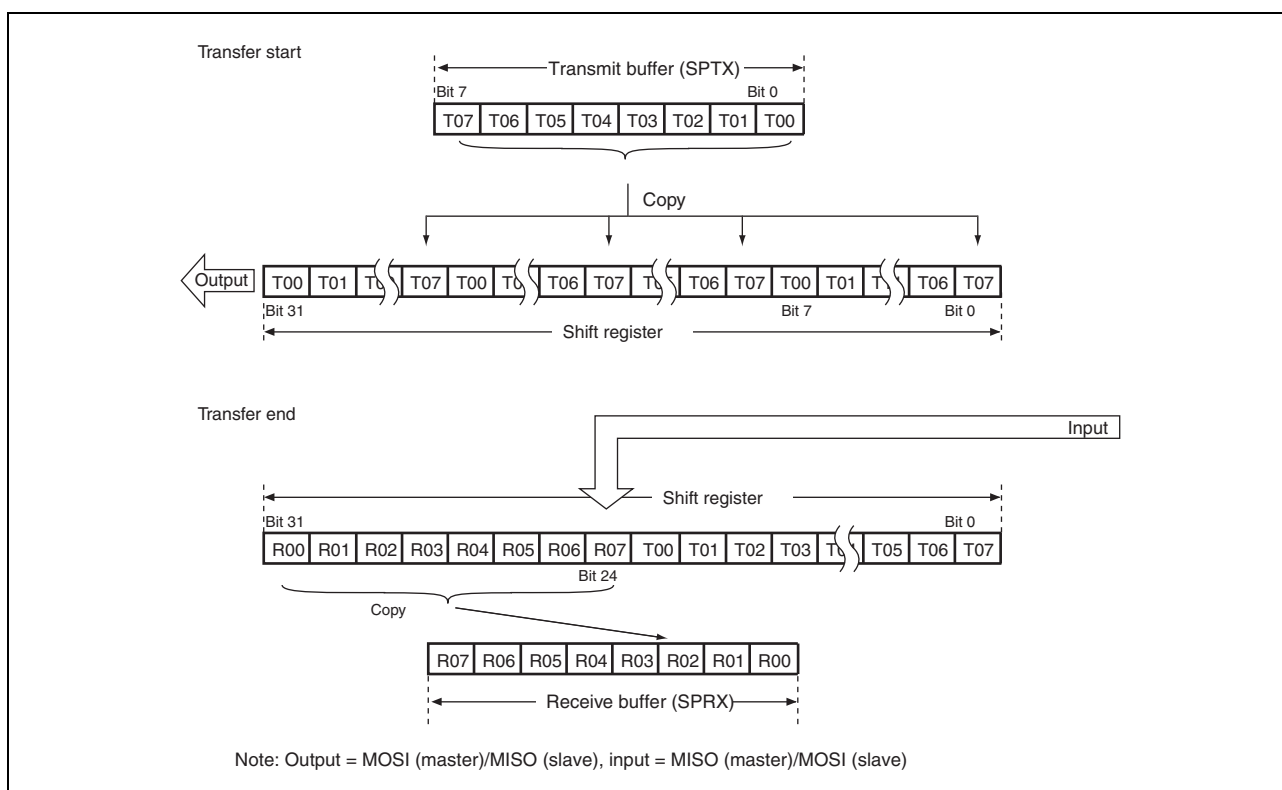 Transfer start
Transmit buffer (SPTX)
Bit 7 Bit 0
T07 T06 T05 T04 T03 T02 T01 T00
Copy
Output T00 T01 T07 T00 T06 T07 T06 T07 T00 T01 T06 T07
Bit 31 Bit 7 Bit 0
Shift register
Transfer end
Input
Shift register
Bit 31 Bit 0
R00 R01 R02 R03 R04 R05 R06 R07 T00 T01 T02 T03 T05 T06 T07
Bit 24
Copy
R07 R06 R05 R04 R03 R02 R01 R00
Receive buffer (SPRX)
Note: Output = MOSI (master)/MISO (slave), input = MISO (master)/MOSI (slave)